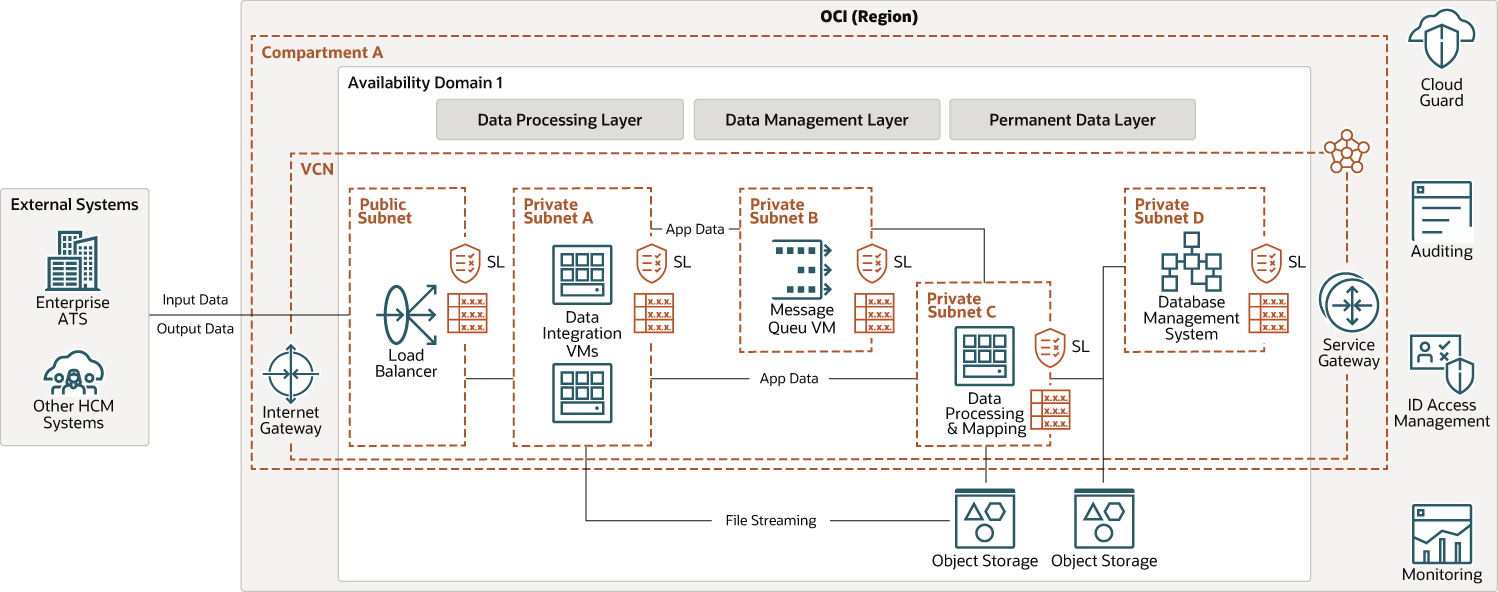 OCI (Region)
Compartment A
Availability Domain 1
Data Processing Layer
Data Management Layer
Permanent Data Layer
VCN
External Systems
Enterprise
ATS
Other HCM
Systems
Input Data
Output Data
Internet
Gateway
Public
Subnet
SL
x.x.x.
x.x.x.
x.x.x.
Load
Balancer
Private
Subnet A
SL
x.x.x.
x.x.x.
x.x.x.
Data
Integration
VMs
App Data
App Data
Private
Subnet B
SL
x.x.x.
x.x.x.
x.x.x.
Message
Queu VM
Private
Subnet C
SL
x.x.x.
x.x.x.
x.x.x.
Data
Processing
& Mapping
Private
Subnet D
SL
x.x.x.
x.x.x.
x.x.x.
Database
Management
System
Service
Gateway
File Streaming
Object Storage
Object Storage
Cloud
Guard
Auditing
ID Access
Management
Monitoring